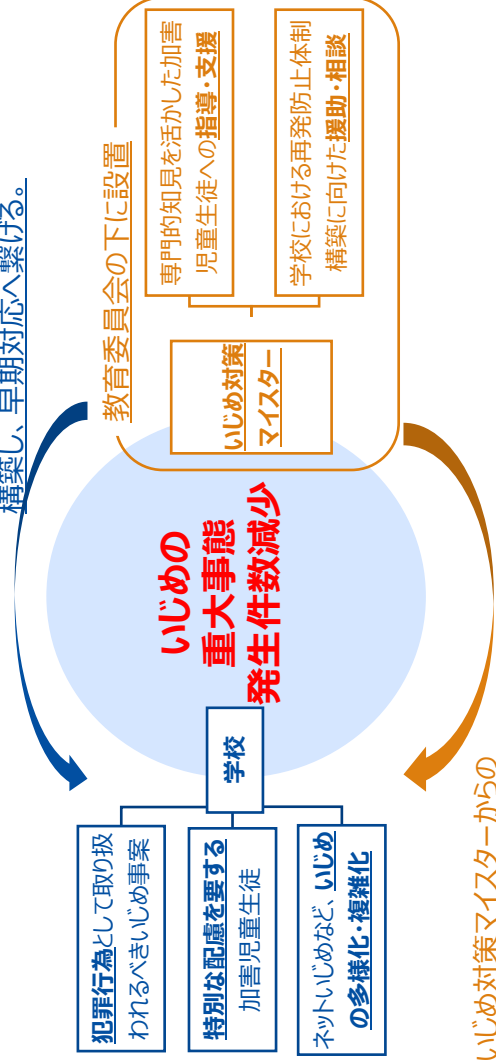 構築し、早期対応へ繋げる。
犯罪行為として取り扱
われるべきいじめ事案
特別な配慮を要する
加害児童生徒
ネットいじめなど、いじめ
の多様化・複雑化
学校
いじめの
重大事態
発生件数減少
教育委員会の下に設置
いじめ対策
マイスター
専門的知見を活かした加害
児童生徒への指導・支援
学校における再発防止体制
構築に向けた援助・相談
いじめ対策マイスターからの